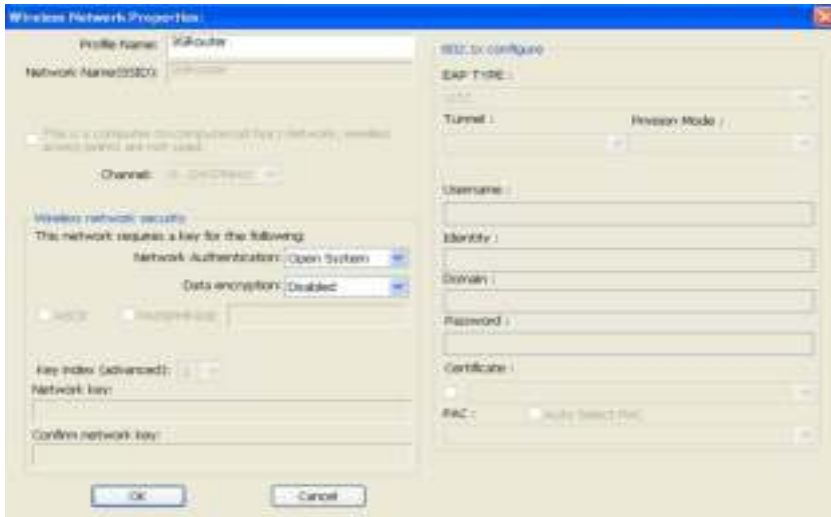 Wireless Network Properties:
Profile Name:
Network Name(SSID):
This is a computer to computer(ad hoc) network, wireless
access points are not used.
Channel:
Wireless network security
This network requires a key for the following:
Network Authentication: Open System
Data encryption: Disabled
ASCII PASSPHRASE
Key index (advanced): 1
Network key:
Confirm network key:
OK Cancel
802.1x configure
EAP TYPE :
Tunnel : Provision Mode :
Username :
Identity :
Domain :
Password :
Certificate :
PAC : Auto Select PAC